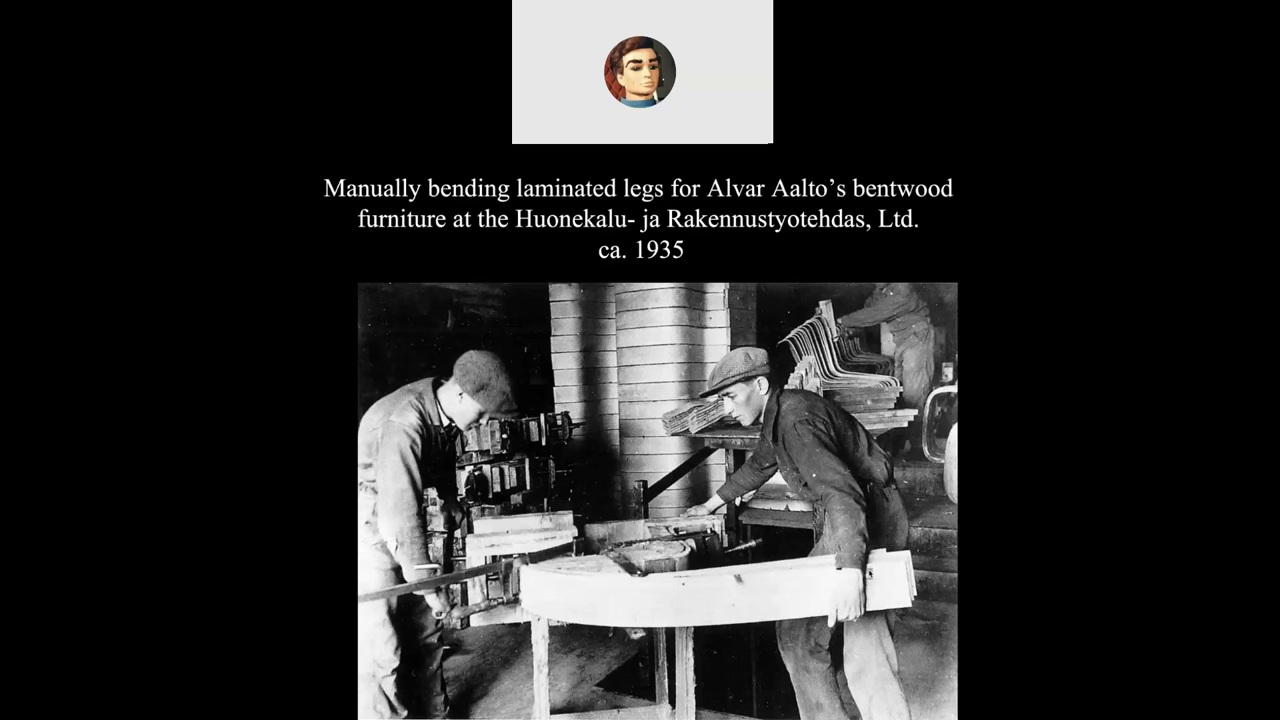 Manually bending laminated legs for Alvar Aalto’s bentwood
furniture at the Huonekalu- ja Rakennustyotehdas, Ltd.
ca. 1935